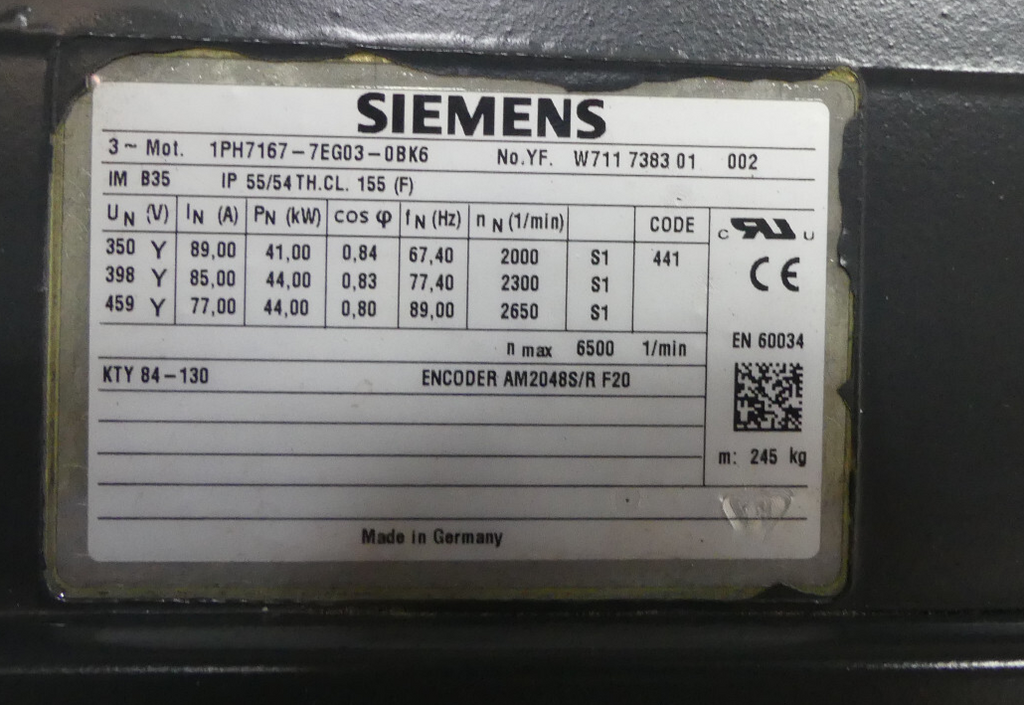 SIEMENS
3 ~ Mot. 1PH7167-7EG03-0BK6 No.YF. W711 7383 01 002
IM B35 IP 55/54 TH.CL. 155 (F)
UN (V) IN (A) PN (kW) COS φ fN (Hz) nN (1/min) CODE
350 Y 89,00 41,00 0,84 67,40 2000 S1 441
398 Y 85,00 44,00 0,83 77,40 2300 S1
459 Y 77,00 44,00 0,80 89,00 2650 S1
c RU U
CE
EN 60034
n max 6500 1/min
KTY 84-130 ENCODER AM2048S/R F20
m: 245 kg
Made in Germany